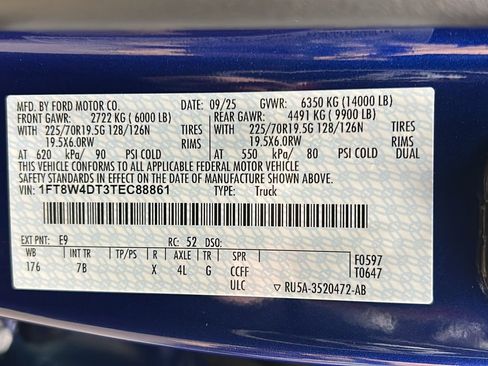 MFD. BY FORD MOTOR CO. DATE: 09/25 GVWR: 6350 KG (14000 LB)
FRONT GAWR: 2722 KG ( 6000 LB) REAR GAWR: 4491 KG ( 9900 LB)
WITH 225/70R19.5G 128/126N TIRES WITH 225/70R19.5G 128/126N TIRES
19.5X6.0RW RIMS 19.5X6.0RW RIMS
AT 620 kPa/ 90 PSI COLD AT 550 kPa/ 80 PSI COLD DUAL
THIS VEHICLE CONFORMS TO ALL APPLICABLE FEDERAL MOTOR VEHICLE
SAFETY STANDARDS IN EFFECT ON THE DATE OF MANUFACTURE SHOWN ABOVE.
VIN: 1FT8W4DT3TEC88861 TYPE: Truck
EXT PNT: E9 RC: 52 DSO:
WB INT TR TP/PS R AXLE TR SPR F0597
176 7B X 4L G CCFF T0647
ULC ▽ RU5A-3520472-AB